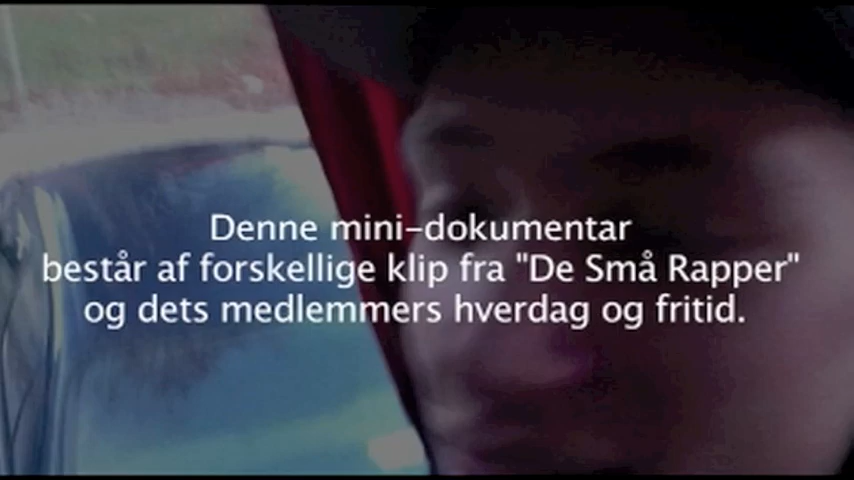 Denne mini-dokumentar
består af forskellige klip fra "De Små Rapper"
og dets medlemmers hverdag og fritid.